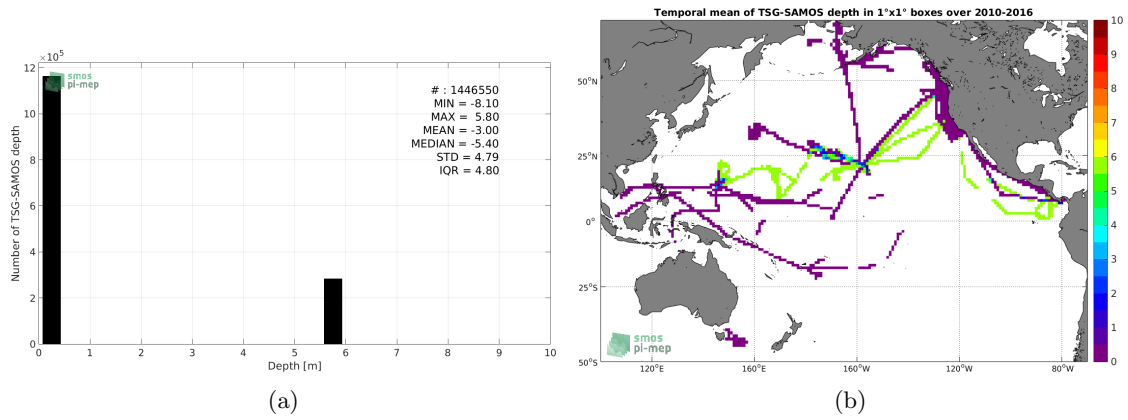 ×10⁵
12
10
8
6
4
2
0
0 1 2 3 4 5 6 7 8 9 10
Number of TSG-SAMOS depth
Depth [m]
smos
pi-mep
# : 1446550
MIN = -8.10
MAX = 5.80
MEAN = -3.00
MEDIAN = -5.40
STD = 4.79
IQR = 4.80
(a)
Temporal mean of TSG-SAMOS depth in 1°x1° boxes over 2010-2016
50°N
25°N
0°
25°S
50°S
120°E 160°E 160°W 120°W 80°W
smos
pi-mep
10
9
8
7
6
5
4
3
2
1
0
(b)